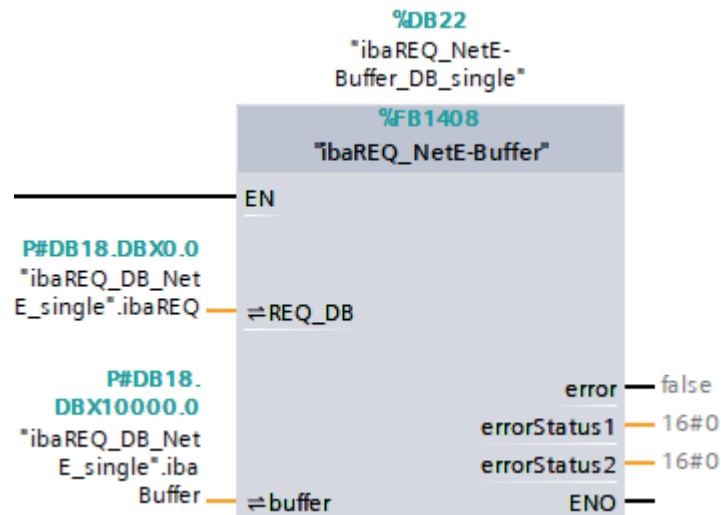 %DB22
"ibaREQ_NetE-
Buffer_DB_single"
%FB1408
"ibaREQ_NetE-Buffer"
EN
P#DB18.DBX0.0
"ibaREQ_DB_Net
E_single".ibaREQ
⇌REQ_DB
P#DB18.
DBX10000.0
"ibaREQ_DB_Net
E_single".iba
Buffer
⇌buffer
error false
errorStatus1 16#0
errorStatus2 16#0
ENO